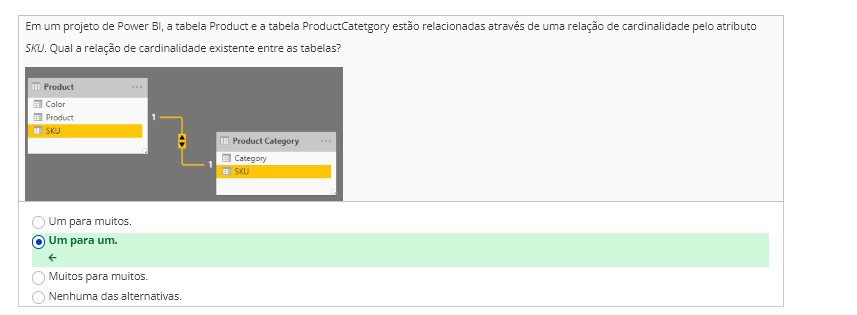 Em um projeto de Power BI, a tabela Product e a tabela ProductCatetgory estão relacionadas através de uma relação de cardinalidade pelo atributo
SKU. Qual a relação de cardinalidade existente entre as tabelas?
Product ...
Color
Product
SKU
1
Product Category ...
Category
1
SKU
Um para muitos.
Um para um.
←
Muitos para muitos.
Nenhuma das alternativas.